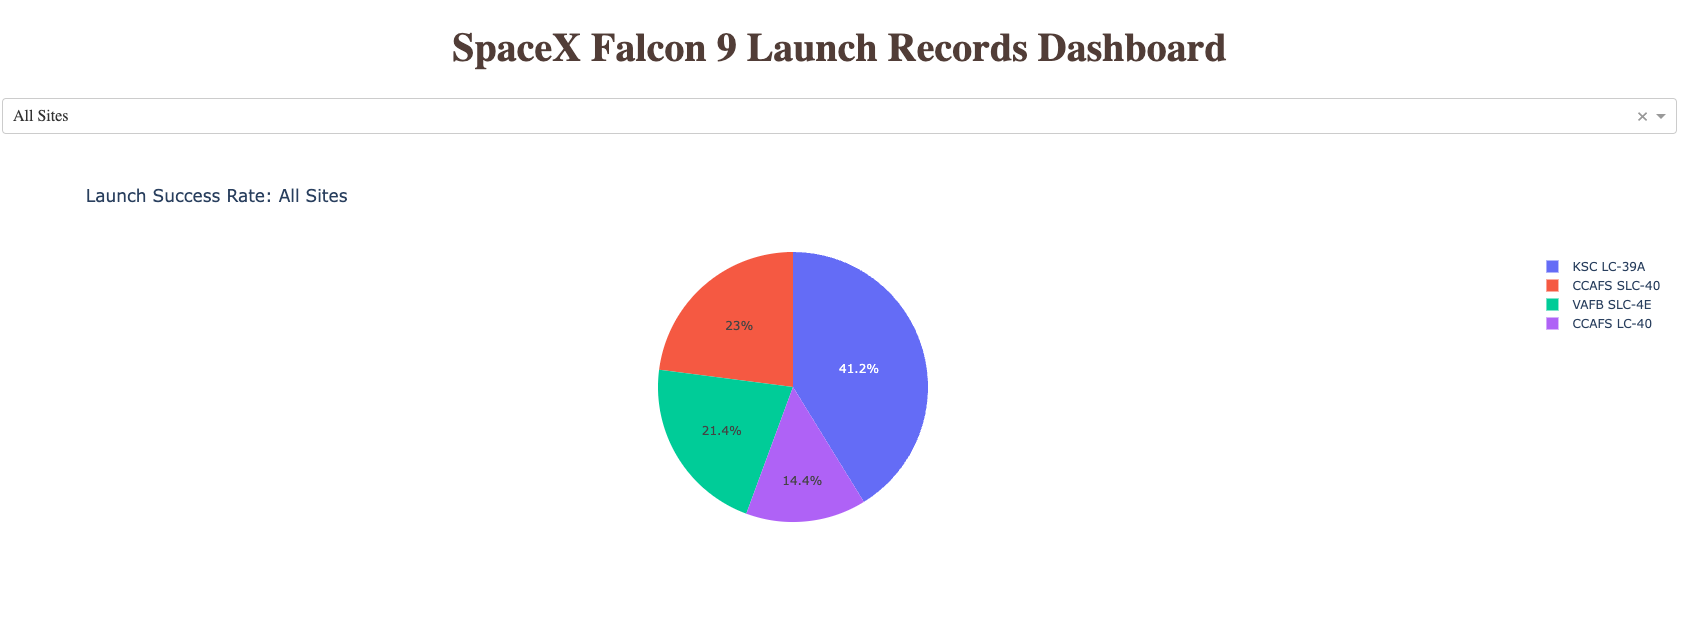 SpaceX Falcon 9 Launch Records Dashboard
All Sites
Launch Success Rate: All Sites
KSC LC-39A
CCAFS SLC-40
VAFB SLC-4E
CCAFS LC-40
23%
41.2%
21.4%
14.4%